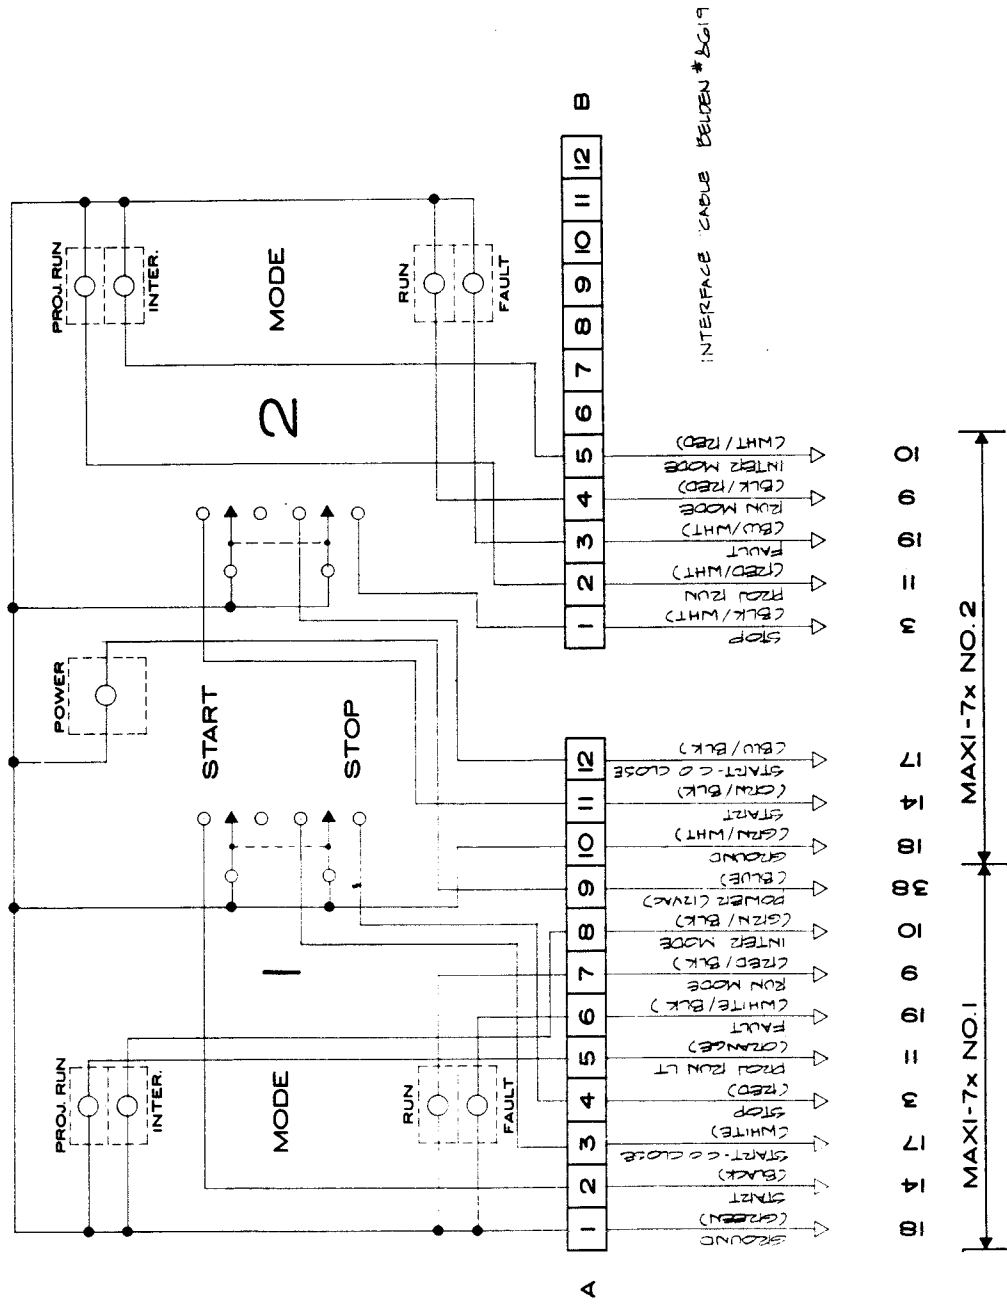 PROJ. RUN
INTER.
MODE
RUN
FAULT
1
START
STOP
POWER
2
PROJ. RUN
INTER.
MODE
RUN
FAULT
A
1 2 3 4 5 6 7 8 9 10 11 12
1 2 3 4 5 6 7 8 9 10 11 12
B
GROUND
(GREEN)
START
(BLACK)
START-C O CLOSE
(WHITE)
STOP
(RED)
PROJ RUN LT
(ORANGE)
FAULT
(WHITE/BLK)
RUN MODE
(RED/BLK)
INTER MODE
(GRN/BLK)
POWER (12VAC)
(BLUE)
GROUND
(GRN/WHT)
START
(ORN/BLK)
START-C O CLOSE
(BLU/BLK)
STOP
(BLK/WHT)
PROJ RUN
(RED/WHT)
FAULT
(BLU/WHT)
RUN MODE
(BLK/RED)
INTER MODE
(WHT/RED)
INTERFACE CABLE BELDEN #8619
18 14 17 3 11 19 9 10 38 18 14 17 3 11 19 9 10
MAXI-7x NO.1
MAXI-7x NO.2